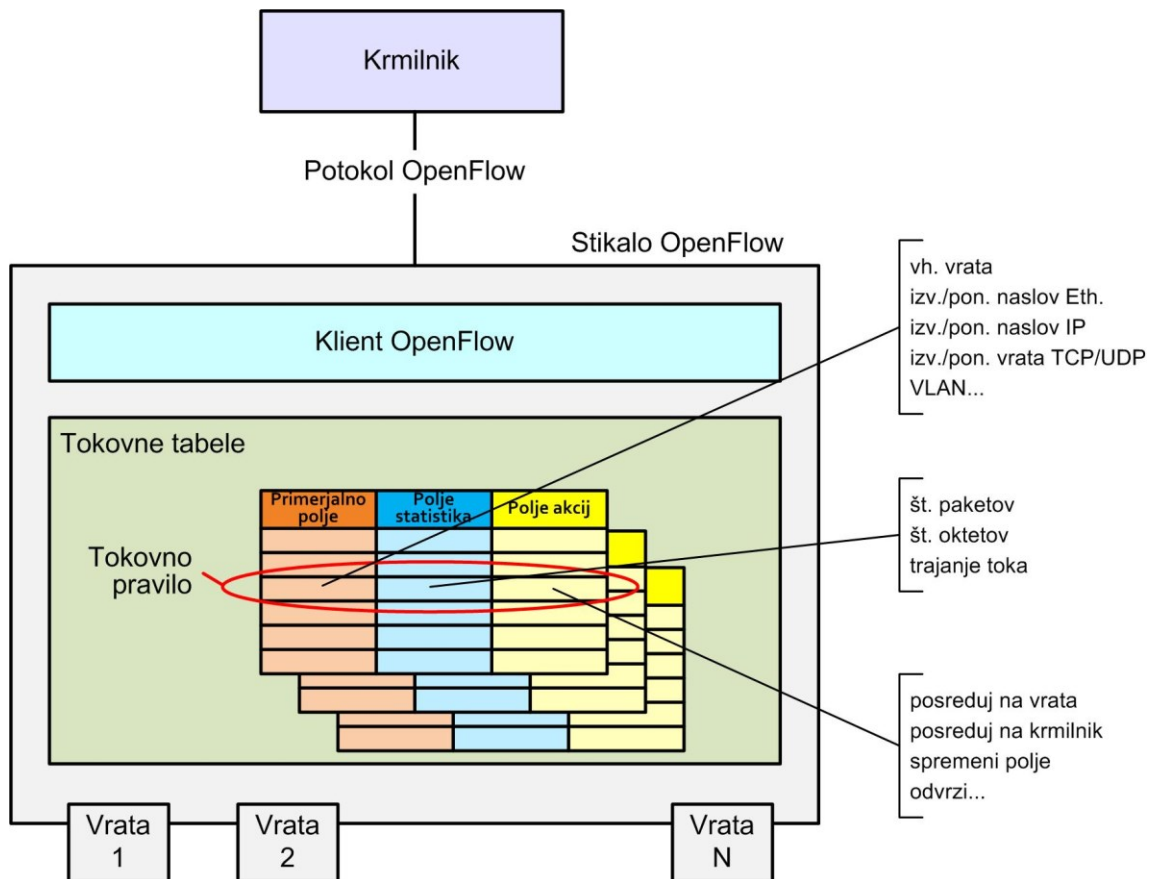 Krmilnik
Potokol OpenFlow
Stikalo OpenFlow
Klient OpenFlow
Tokovne tabele
Primerjalno
polje
Polje
statistika
Polje akcij
Tokovno
pravilo
vh. vrata
izv./pon. naslov Eth.
izv./pon. naslov IP
izv./pon. vrata TCP/UDP
VLAN...
št. paketov
št. oktetov
trajanje toka
posreduj na vrata
posreduj na krmilnik
spremeni polje
odvrzi...
Vrata
1
Vrata
2
Vrata
N